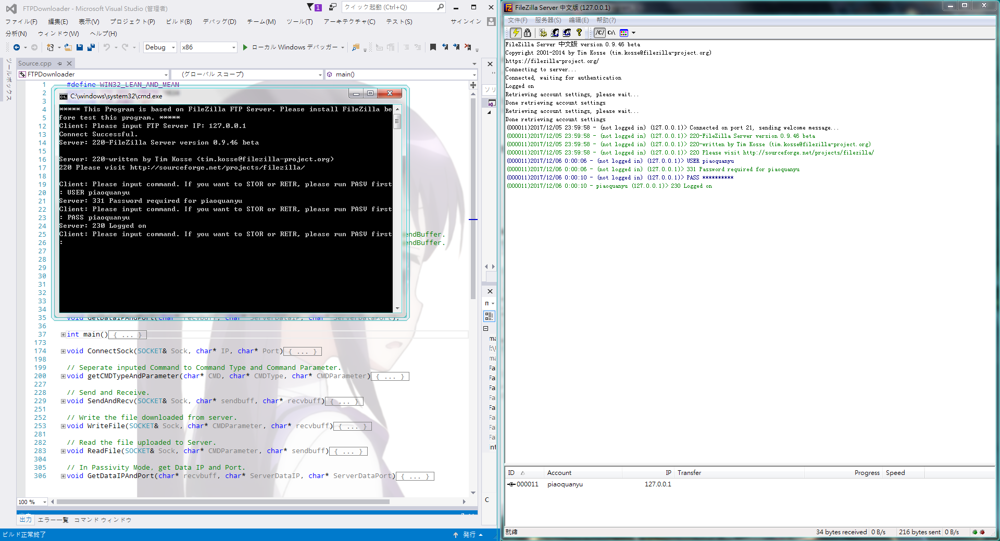 FTPDownloader - Microsoft Visual Studio (管理者)
1
クイック起動 (Ctrl+Q)
ファイル(F) 編集(E) 表示(V) プロジェクト(P) ビルド(B) デバッグ(D) チーム(M) ツール(T) アーキテクチャ(C) テスト(S) サインイン
分析(N) ウィンドウ(W) ヘルプ(H)
Debug x86 ローカル Windows デバッガー
ツールボックス
Source.cpp
FTPDownloader (グローバル スコープ) main()
ソリ
1 #define WIN32_LEAN_AND_MEAN
2
3
4
5
12
13
14
15
16
17
18
19
20
21
22
23
24
25 endBuffer.
26 endBuffer.
27
28
29
30
31
32
33
34
35 void GetDataIPAndPort(char* recvbuff, char* ServerDataIP, char* ServerDataPort);
36
37 int main(){ ... }
173
174 void ConnectSock(SOCKET& Sock, char* IP, char* Port){ ... }
198
199 // Seperate inputed Command to Command Type and Command Parameter.
200 void getCMDTypeAndParameter(char* CMD, char* CMDType, char* CMDParameter){ ... }
227
228 // Send and Receive.
229 void SendAndRecv(SOCKET& Sock, char* sendbuff, char* recvbuff){ ... }
251
252 // Write the file downloaded from server.
253 void WriteFile(SOCKET& Sock, char* CMDParameter, char* recvbuff){ ... }
281
282 // Read the file uploaded to Server.
283 void ReadFile(SOCKET& Sock, char* CMDParameter, char* sendbuff){ ... }
304
305 // In Passivity Mode, get Data IP and Port.
306 void GetDataIPAndPort(char* recvbuff, char* ServerDataIP, char* ServerDataPort){ ... }
100 %
出力 エラー一覧 コマンド ウィンドウ
ビルド正常終了
発行
C:\windows\system32\cmd.exe
***** This Program is based on FileZilla FTP Server. Please install FileZilla be
fore test this program. *****
Client: Please input FTP Server IP: 127.0.0.1
Connect Successful.
Server: 220-FileZilla Server version 0.9.46 beta
Server: 220-written by Tim Kosse (tim.kosse@filezilla-project.org)
220 Please visit http://sourceforge.net/projects/filezilla/
Client: Please input command. If you want to STOR or RETR, please run PASV first
: USER piaoquanyu
Server: 331 Password required for piaoquanyu
Client: Please input command. If you want to STOR or RETR, please run PASV first
: PASS piaoquanyu
Server: 230 Logged on
Client: Please input command. If you want to STOR or RETR, please run PASV first
:
ma
ma
Fa
Fa
Fa
Fa
Fa
Fa
Fa
Fa
int
C
FileZilla Server 中文版 (127.0.0.1)
文件(F) 服务器(S) 编辑(E) 帮助(?)
/C/ C:\
FileZilla Server 中文版 version 0.9.46 beta
Copyright 2001-2014 by Tim Kosse (tim.kosse@filezilla-project.org)
https://filezilla-project.org/
Connecting to server...
Connected, waiting for authentication
Logged on
Retrieving account settings, please wait...
Done retrieving account settings
Retrieving account settings, please wait...
Done retrieving account settings
(000011)2017/12/05 23:59:58 - (not logged in) (127.0.0.1)> Connected on port 21, sending welcome message...
(000011)2017/12/05 23:59:58 - (not logged in) (127.0.0.1)> 220-FileZilla Server version 0.9.46 beta
(000011)2017/12/05 23:59:58 - (not logged in) (127.0.0.1)> 220-written by Tim Kosse (tim.kosse@filezilla-project.org)
(000011)2017/12/05 23:59:58 - (not logged in) (127.0.0.1)> 220 Please visit http://sourceforge.net/projects/filezilla/
(000011)2017/12/06 0:00:06 - (not logged in) (127.0.0.1)> USER piaoquanyu
(000011)2017/12/06 0:00:06 - (not logged in) (127.0.0.1)> 331 Password required for piaoquanyu
(000011)2017/12/06 0:00:10 - (not logged in) (127.0.0.1)> PASS **********
(000011)2017/12/06 0:00:10 - piaoquanyu (127.0.0.1)> 230 Logged on
ID Account IP Transfer Progress Speed
000011 piaoquanyu 127.0.0.1
就绪 34 bytes received 0 B/s 216 bytes sent 0 B/s